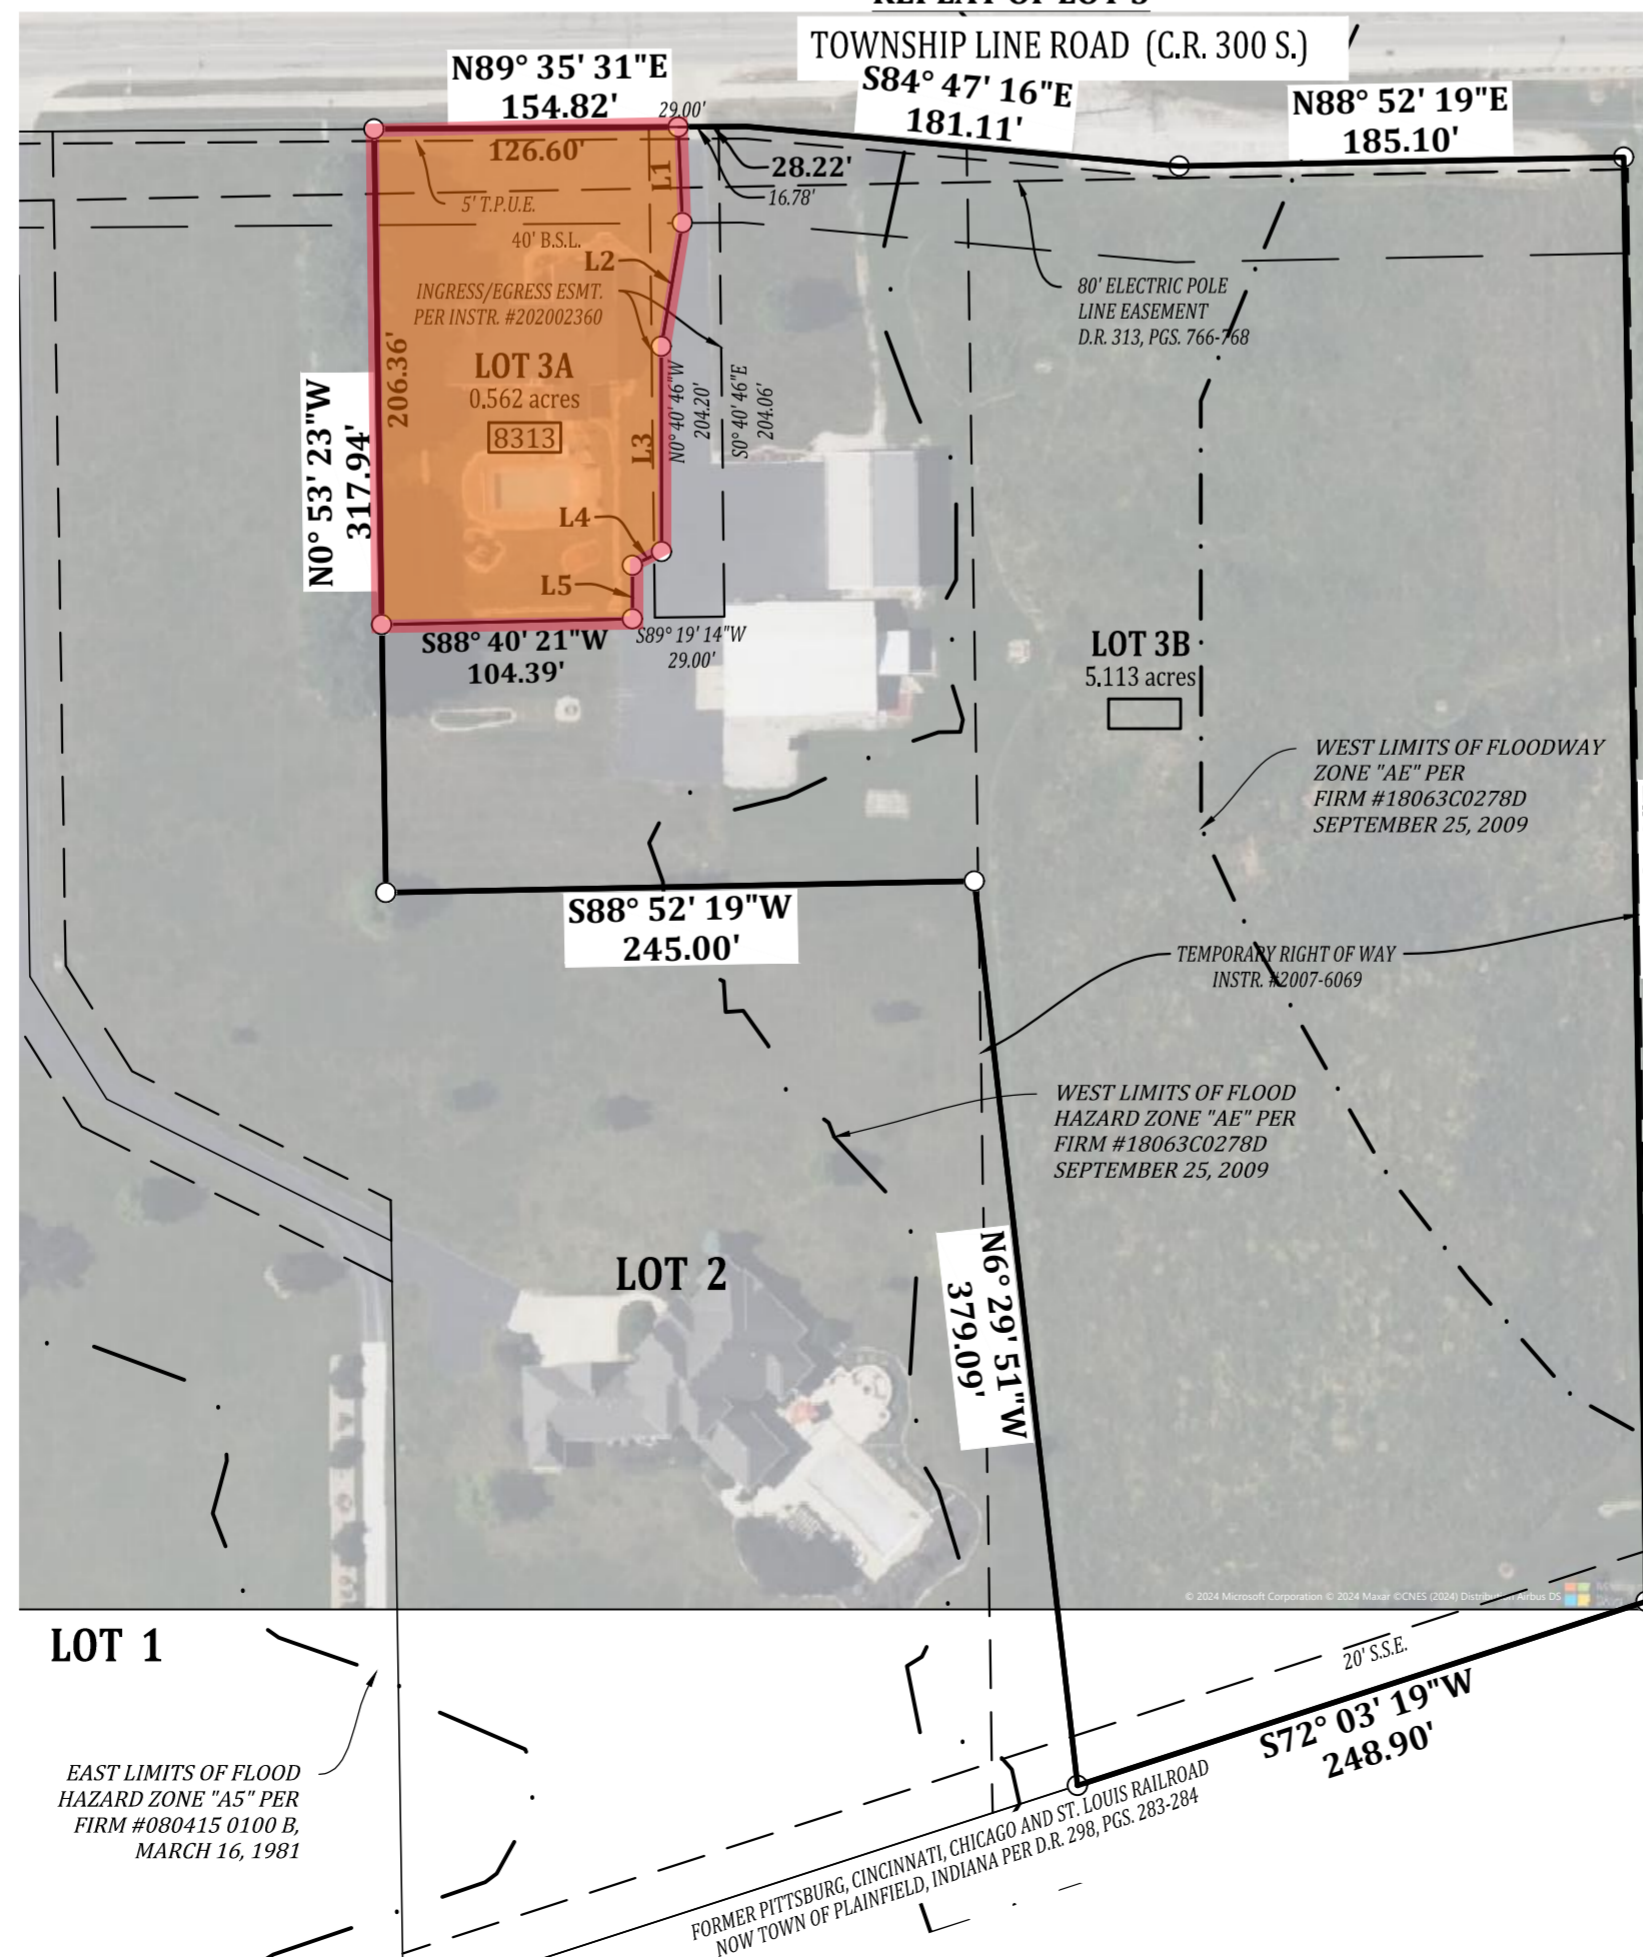 REPLAT OF LOT 3
TOWNSHIP LINE ROAD (C.R. 300 S.)
N89° 35' 31"E
154.82'
29.00'
S84° 47' 16"E
181.11'
N88° 52' 19"E
185.10'
126.60'
L1
28.22'
16.78'
5' T.P.U.E.
40' B.S.L.
L2
INGRESS/EGRESS ESMT.
PER INSTR. #202002360
80' ELECTRIC POLE
LINE EASEMENT
D.R. 313, PGS. 766-768
LOT 3A
0.562 acres
8313
206.36'
N0° 53' 23"W
317.94'
L3
N0° 40' 46"W
204.20'
S0° 40' 46"E
204.06'
L4
L5
S88° 40' 21"W
104.39'
S89° 19' 14"W
29.00'
LOT 3B
5.113 acres
WEST LIMITS OF FLOODWAY
ZONE "AE" PER
FIRM #18063C0278D
SEPTEMBER 25, 2009
S88° 52' 19"W
245.00'
TEMPORARY RIGHT OF WAY
INSTR. #2007-6069
WEST LIMITS OF FLOOD
HAZARD ZONE "AE" PER
FIRM #18063C0278D
SEPTEMBER 25, 2009
LOT 2
N6° 29' 51"W
379.09'
© 2024 Microsoft Corporation © 2024 Maxar ©CNES (2024) Distribution Airbus DS
LOT 1
20' S.S.E.
S72° 03' 19"W
248.90'
EAST LIMITS OF FLOOD
HAZARD ZONE "A5" PER
FIRM #080415 0100 B,
MARCH 16, 1981
FORMER PITTSBURG, CINCINNATI, CHICAGO AND ST. LOUIS RAILROAD
NOW TOWN OF PLAINFIELD, INDIANA PER D.R. 298, PGS. 283-284